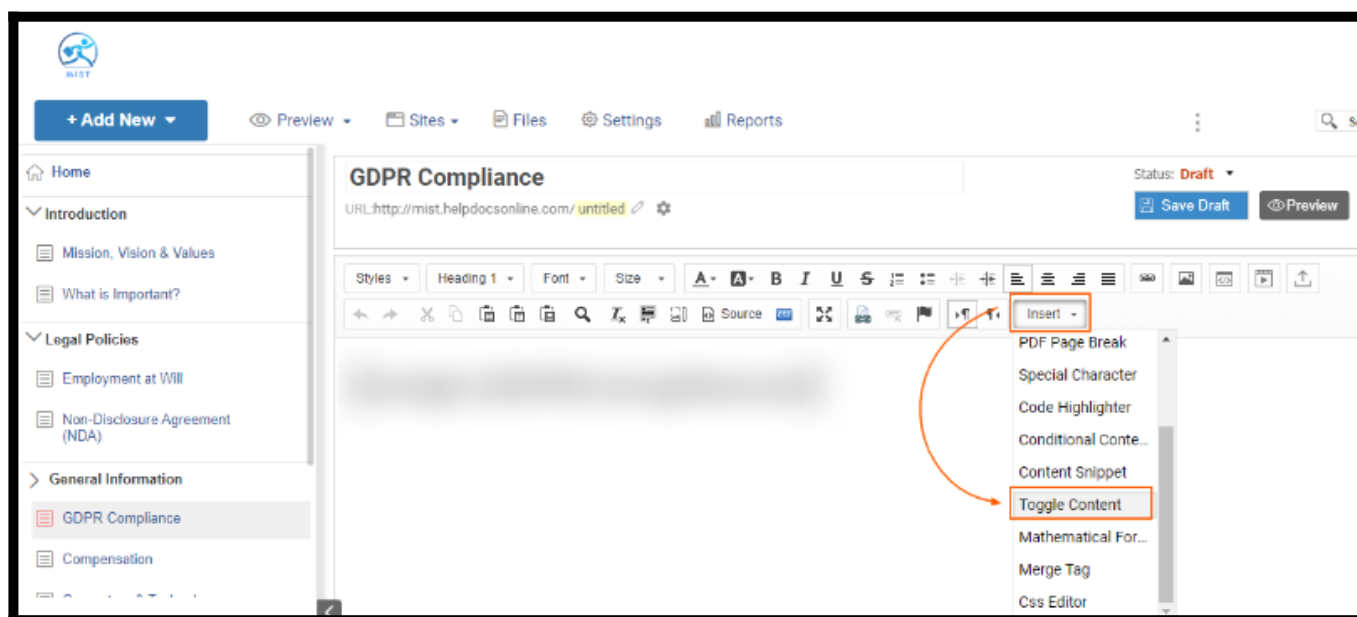 MIST
+ Add New
Preview
Sites
Files
Settings
Reports
Home
Introduction
Mission, Vision & Values
What is Important?
Legal Policies
Employment at Will
Non-Disclosure Agreement
(NDA)
General Information
GDPR Compliance
Compensation
GDPR Compliance
Status: Draft
URL:http://mist.helpdocsonline.com/untitled
Save Draft
Preview
Styles
Heading 1
Font
Size
Source
Insert
PDF Page Break
Special Character
Code Highlighter
Conditional Conte...
Content Snippet
Toggle Content
Mathematical For...
Merge Tag
Css Editor